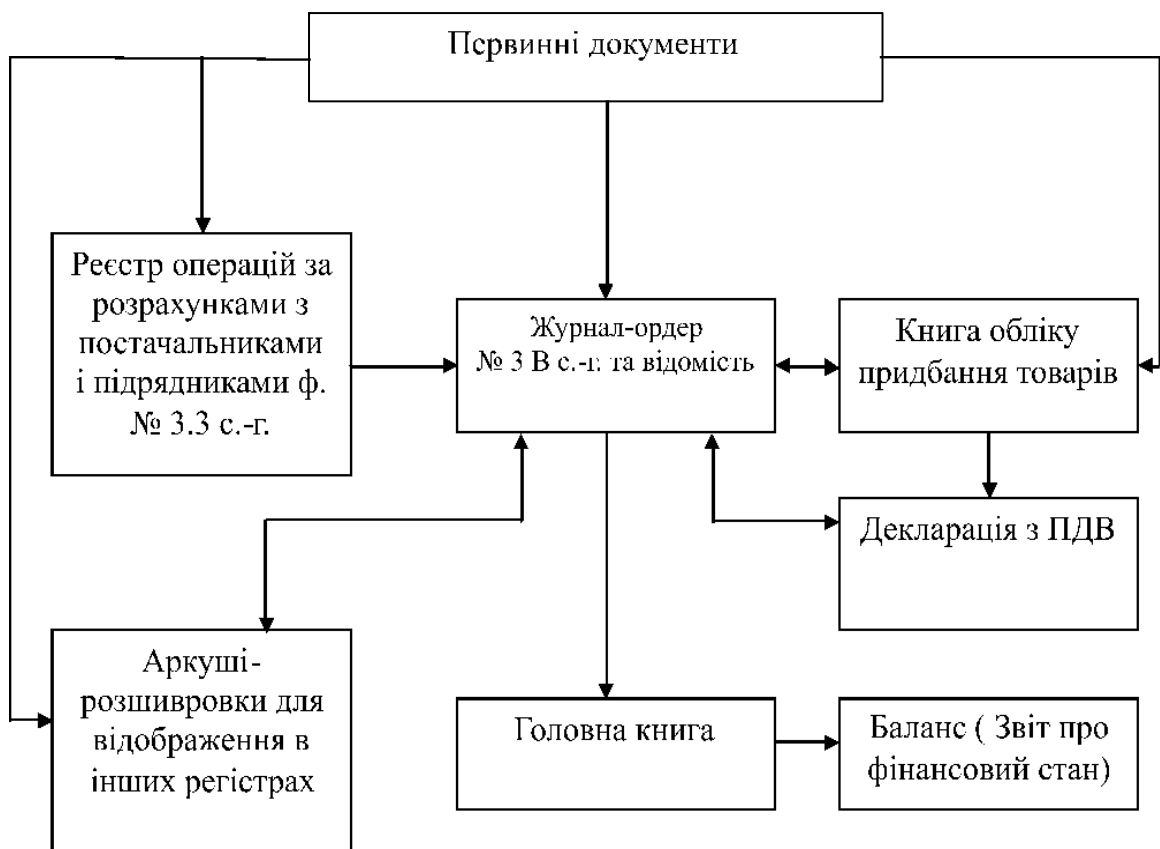 Первинні документи
Реєстр операцій за
розрахунками з
постачальниками
і підрядниками ф.
№ 3.3 с.-г.
Журнал-ордер
№ 3 В с.-г. та відомість
Книга обліку
придбання товарів
Декларація з ПДВ
Аркуші-
розшивровки для
відображення в
інших регістрах
Головна книга
Баланс ( Звіт про
фінансовий стан)